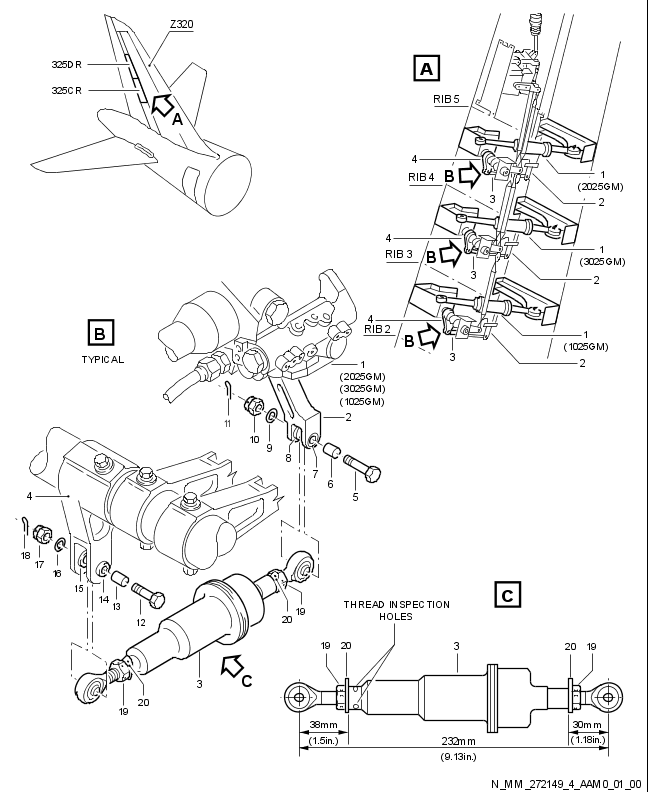 Z320
325DR
325CR
A
A
RIB 5
4
B
RIB 4
3
1
(2025GM)
2
4
B
RIB 3
3
1
(3025GM)
2
4
RIB 2
B
3
1
(1025GM)
2
B
TYPICAL
1
(2025GM)
(3025GM)
(1025GM)
2
11
10
9
8
7
6
5
4
18
17
16
15
14
13
12
20
19
19
20
3
C
C
THREAD INSPECTION
HOLES
19
20
3
20
19
38mm
(1.5in.)
232mm
(9.13in.)
30mm
(1.18in.)
N_MM_272149_4_AAM0_01_00